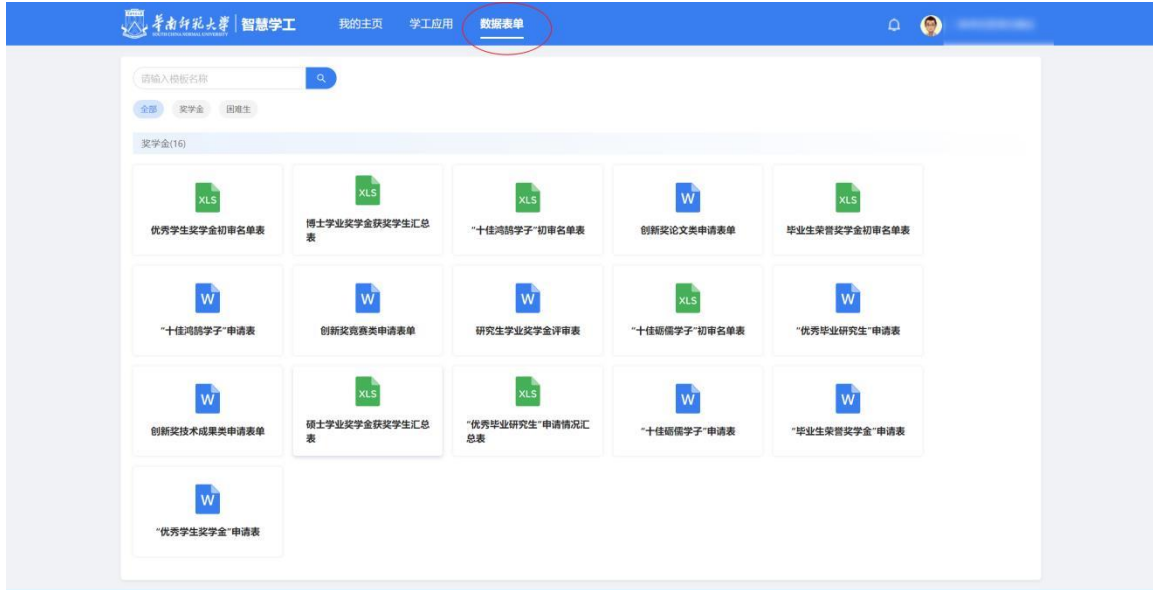 华南师范大学 智慧学工 我的主页 学工应用 数据表单
SOUTH CHINA NORMAL UNIVERSITY
请输入模板名称
全部 奖学金 困难生
奖学金(16)
XLS XLS XLS W XLS
优秀学生奖学金初审名单表 博士学业奖学金获奖学生汇总 "十佳鸿鹄学子"初审名单表 创新奖论文类申请表单 毕业生荣誉奖学金初审名单表
表
W W W XLS W
"十佳鸿鹄学子"申请表 创新奖竞赛类申请表单 研究生学业奖学金评审表 "十佳砺儒学子"初审名单表 "优秀毕业研究生"申请表
W XLS XLS W W
创新奖技术成果类申请表单 硕士学业奖学金获奖学生汇总 "优秀毕业研究生"申请情况汇 "十佳砺儒学子"申请表 "毕业生荣誉奖学金"申请表
表 总表
W
"优秀学生奖学金"申请表